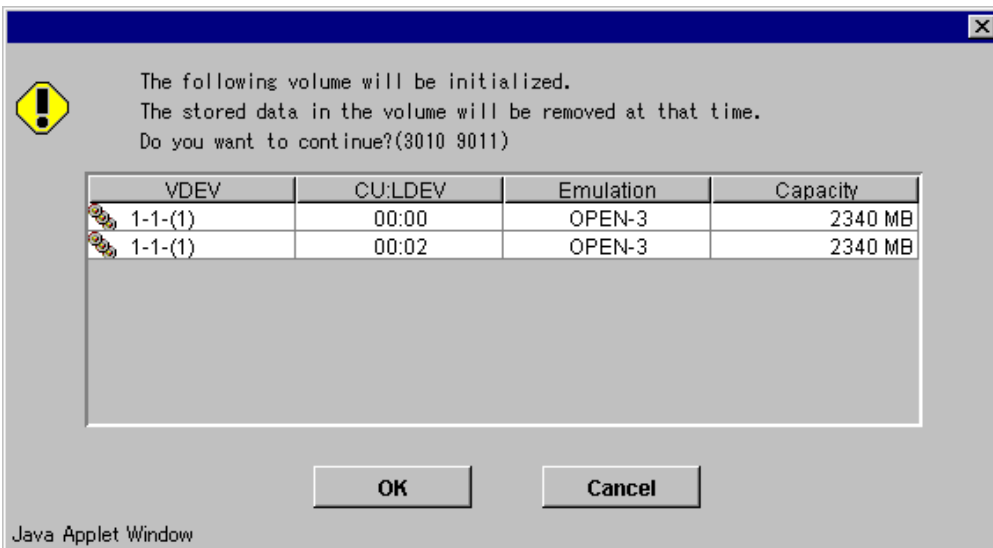 The following volume will be initialized.
The stored data in the volume will be removed at that time.
Do you want to continue?(3010 9011)
VDEV CU:LDEV Emulation Capacity
1-1-(1) 00:00 OPEN-3 2340 MB
1-1-(1) 00:02 OPEN-3 2340 MB
OK Cancel
Java Applet Window